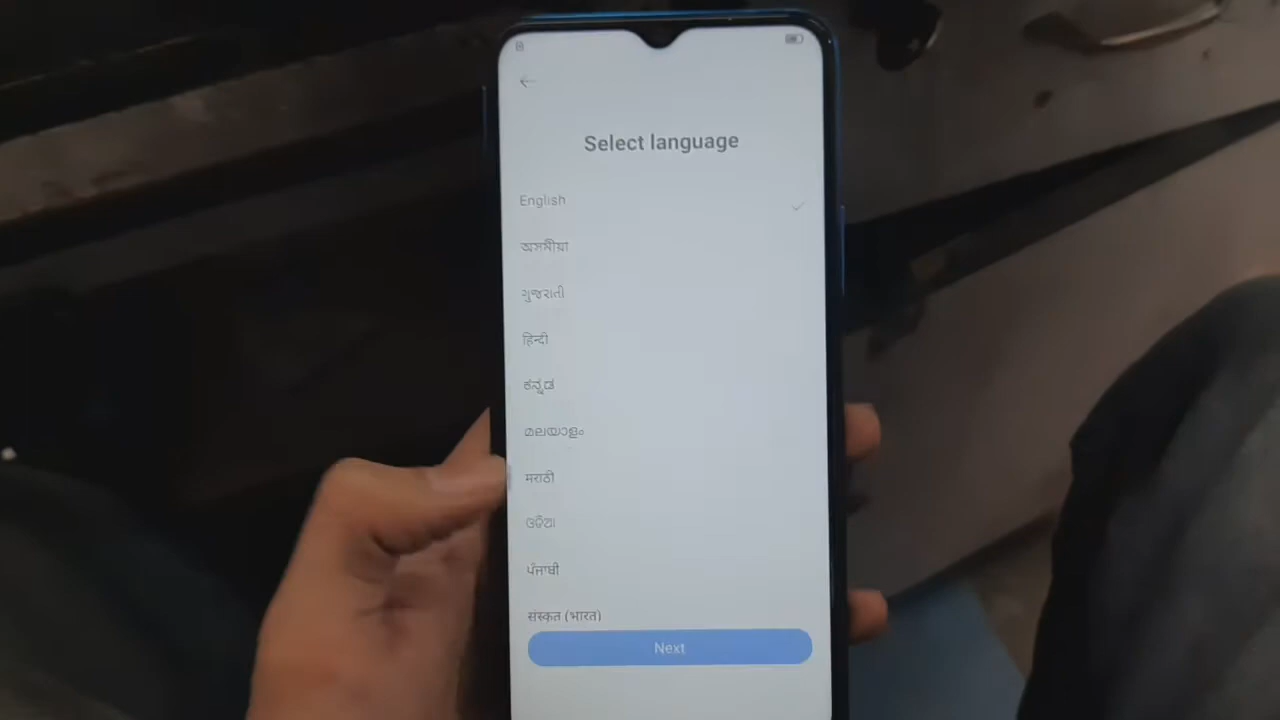 Select language
English
অসমীয়া
ગુજરાતી
हिन्दी
ಕನ್ನಡ
മലയാളം
मराठी
ଓଡ଼ିଆ
ਪੰਜਾਬੀ
संस्कृत (भारत)
Next